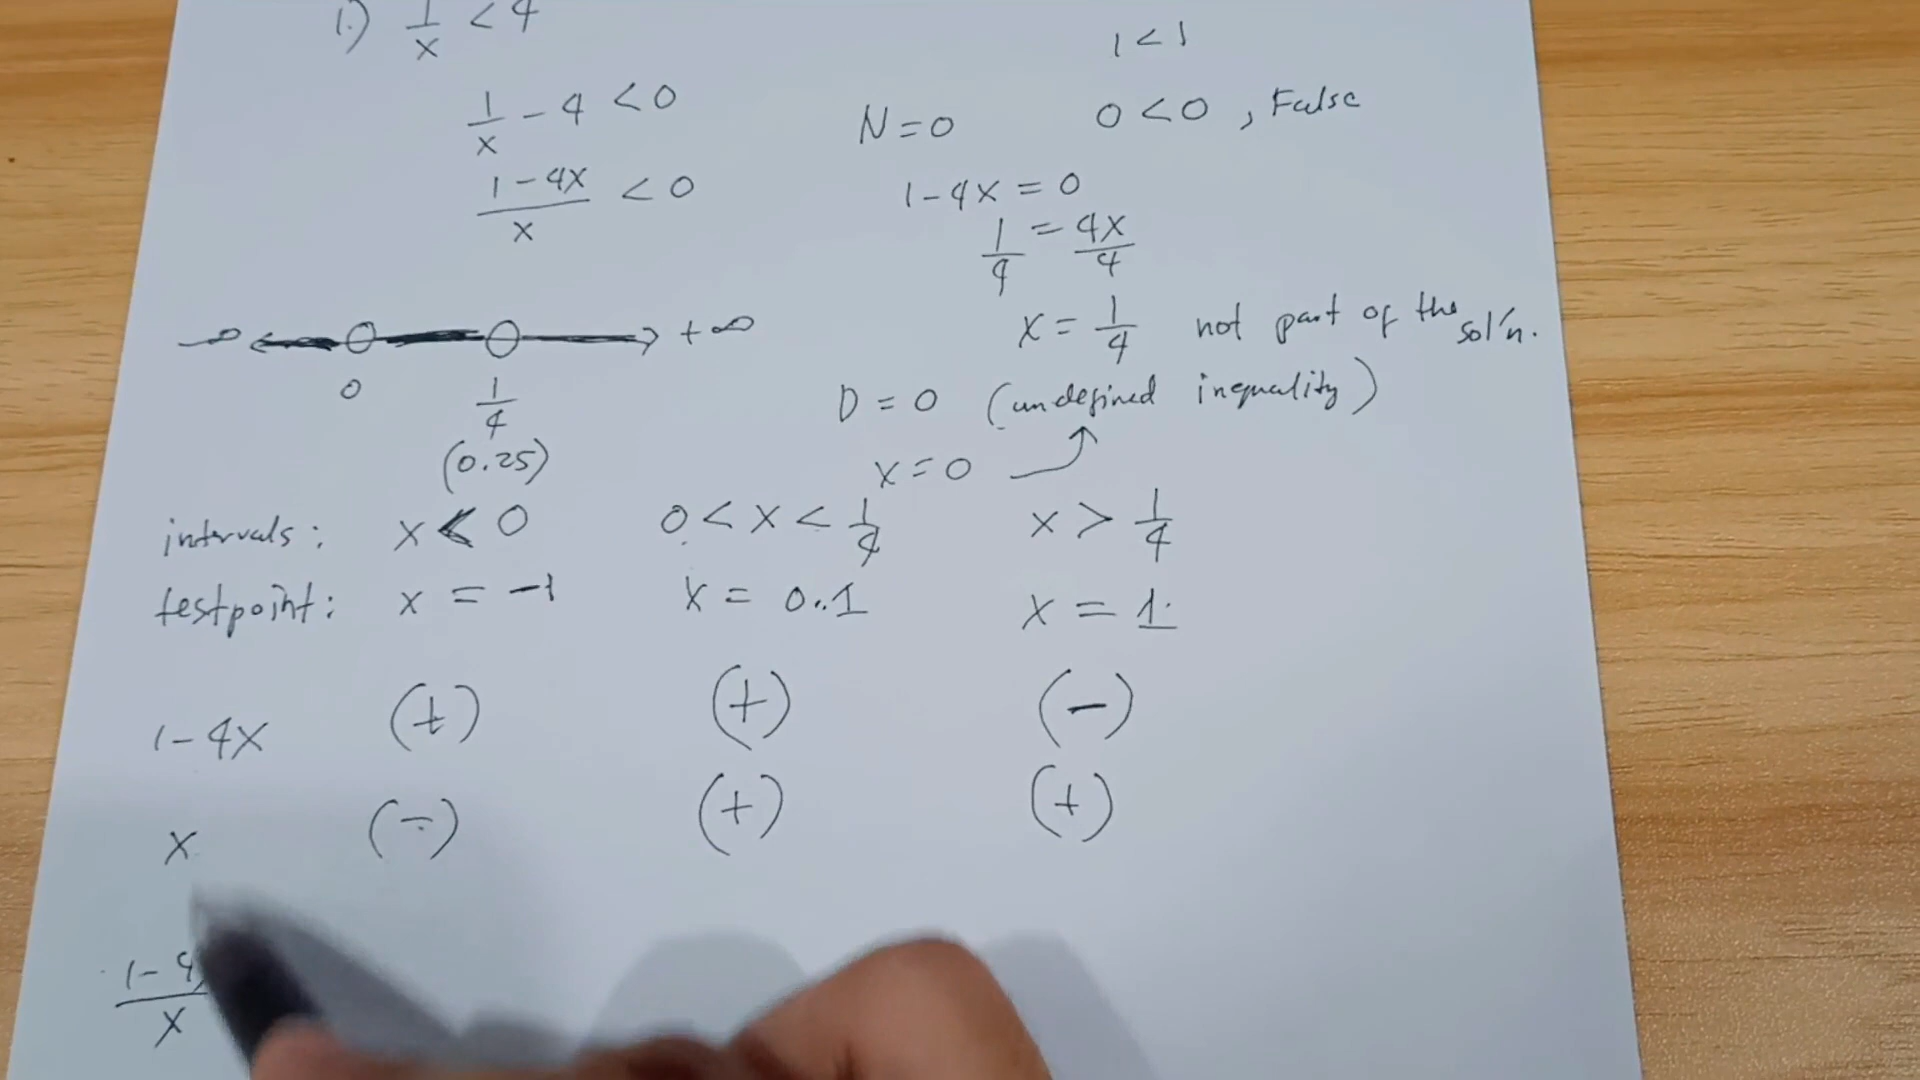 1.) 1/x < 4
1/x - 4 < 0
(1-4x)/x < 0
1 < 1
0 < 0 , False
N = 0
1-4x = 0
1/4 = 4x/4
x = 1/4 not part of the sol'n.
D = 0 (undefined inequality)
x = 0
-∞ +∞
0 1/4
(0.25)
intervals: x < 0 0 < x < 1/4 x > 1/4
testpoint: x = -1 x = 0.1 x = 1
1-4x (+) (+) (-)
x (-) (+) (+)
1-4
x